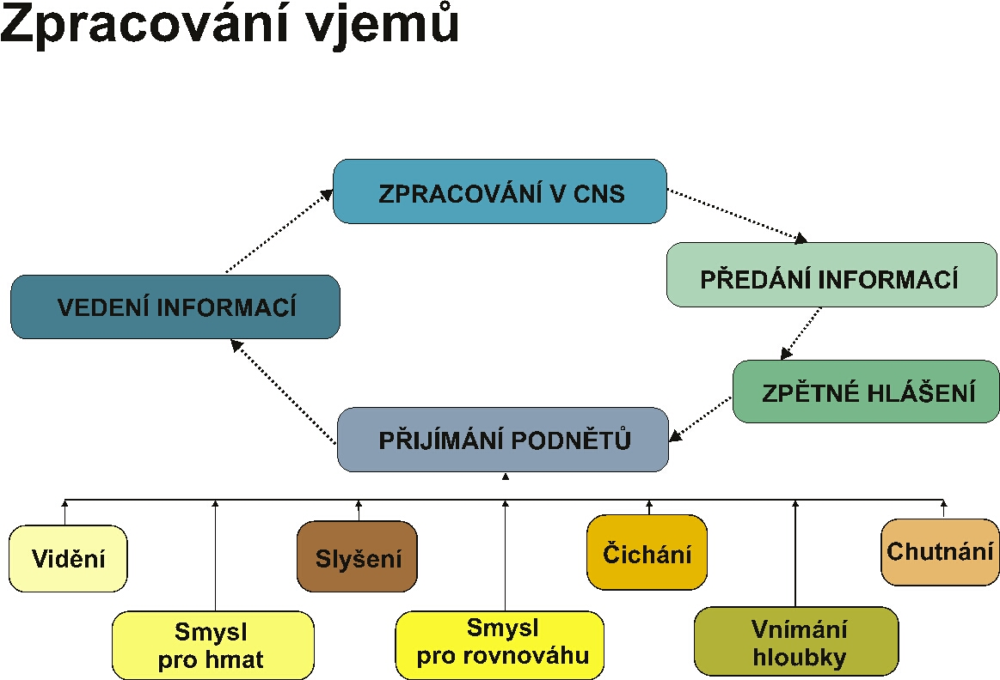 Zpracování vjemů
ZPRACOVÁNÍ V CNS
PŘEDÁNÍ INFORMACÍ
VEDENÍ INFORMACÍ
ZPĚTNÉ HLÁŠENÍ
PŘIJÍMÁNÍ PODNĚTŮ
Vidění
Slyšení
Čichání
Chutnání
Smysl
pro hmat
Smysl
pro rovnováhu
Vnímání
hloubky